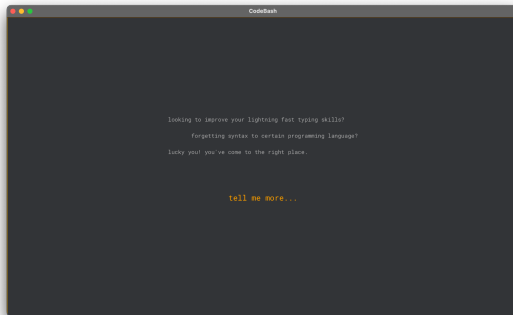 CodeBash
looking to improve your lightning fast typing skills?
forgetting syntax to certain programming language?
lucky you! you've come to the right place.
tell me more...